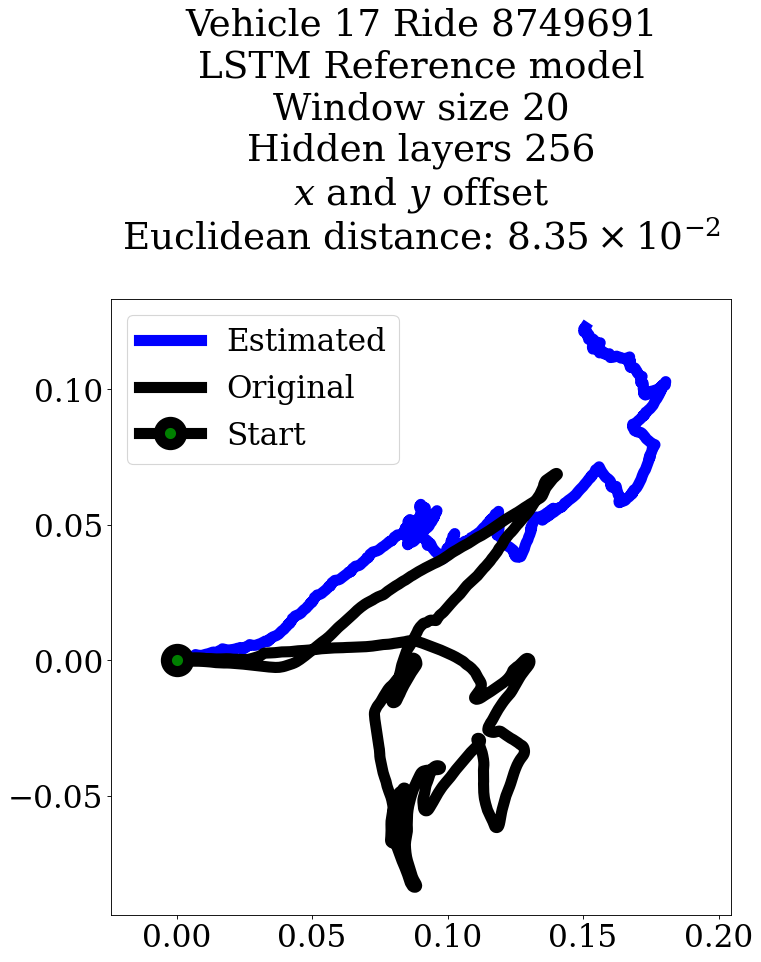 Vehicle 17 Ride 8749691
LSTM Reference model
Window size 20
Hidden layers 256
x and y offset
Euclidean distance: 8.35 × 10⁻²
Estimated
Original
Start
0.10
0.05
0.00
−0.05
0.00 0.05 0.10 0.15 0.20